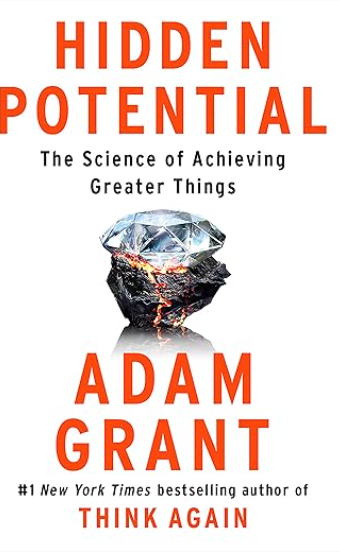 HIDDEN
POTENTIAL
The Science of Achieving
Greater Things
ADAM
GRANT
#1 New York Times bestselling author of
THINK AGAIN